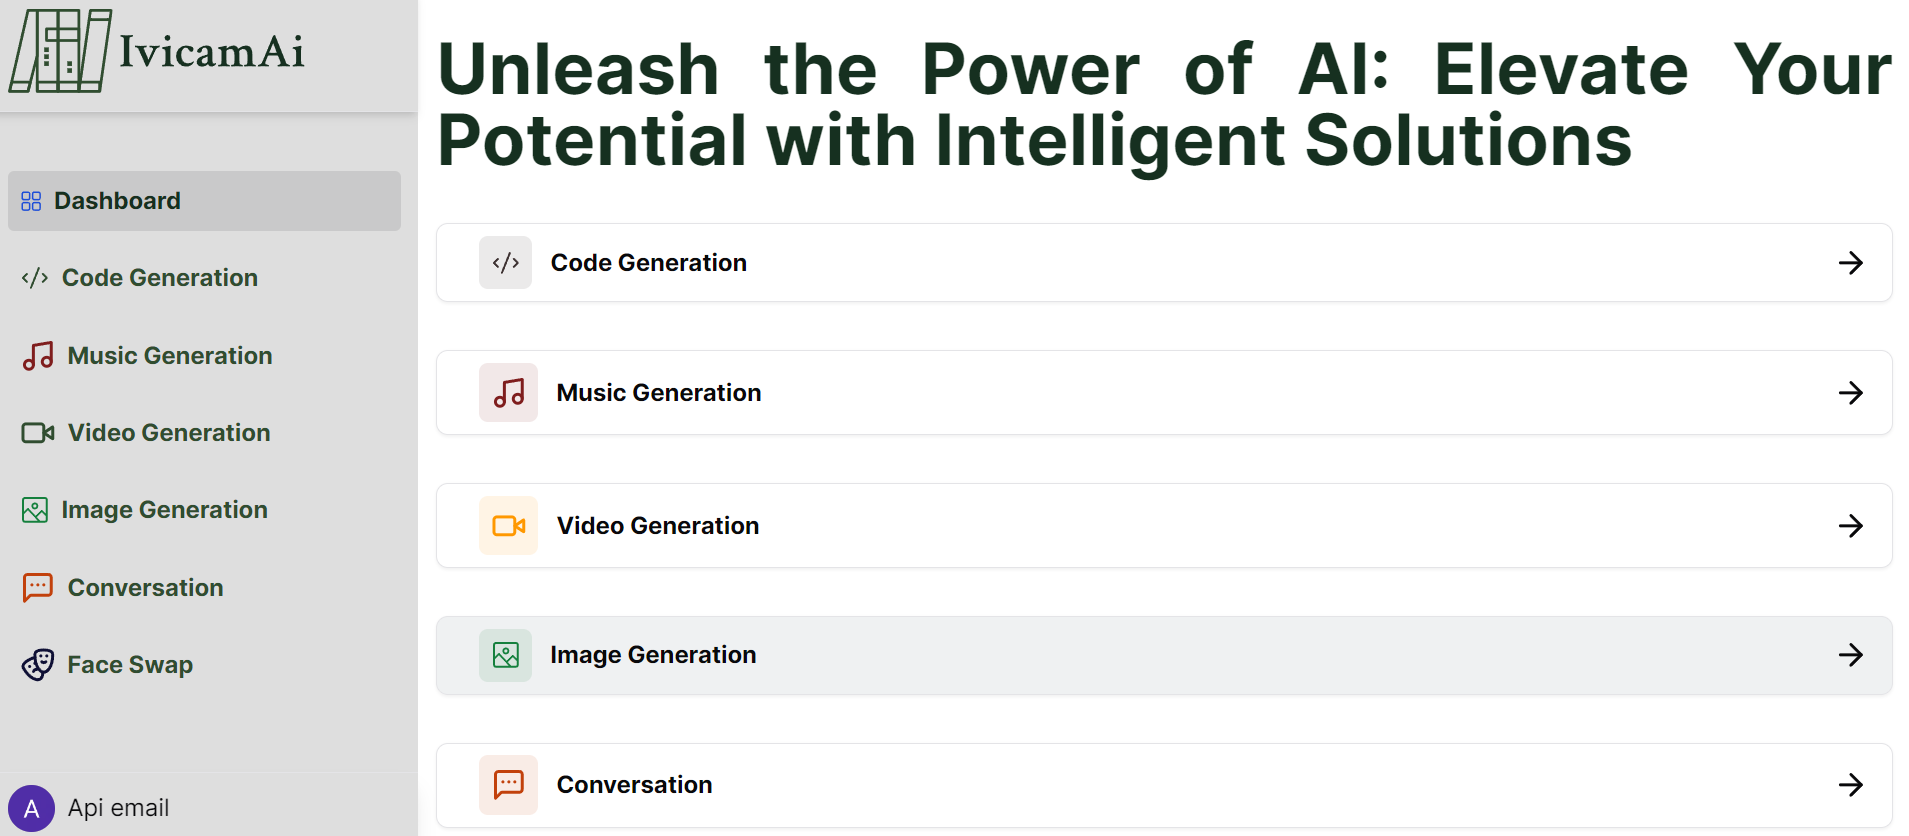 IvicamAi
Dashboard
Code Generation
Music Generation
Video Generation
Image Generation
Conversation
Face Swap
A
Api email
Unleash the Power of AI: Elevate Your
Potential with Intelligent Solutions
Code Generation
Music Generation
Video Generation
Image Generation
Conversation